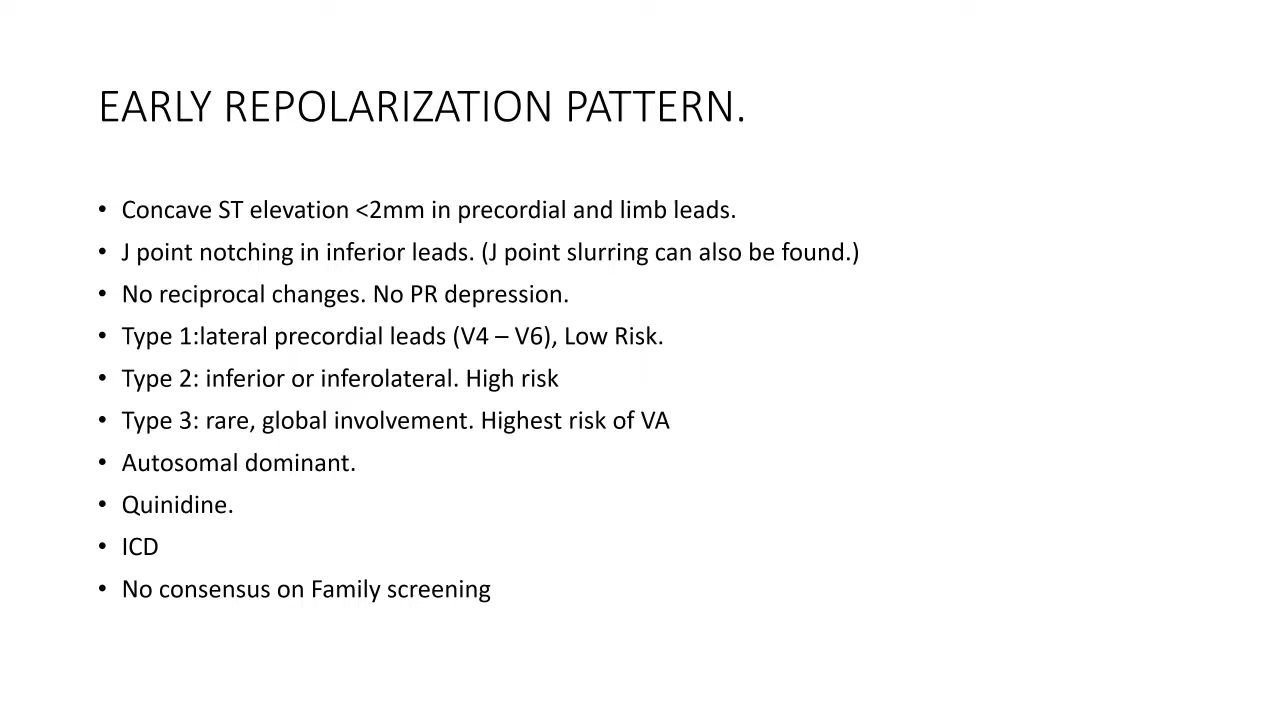 EARLY REPOLARIZATION PATTERN.
• Concave ST elevation <2mm in precordial and limb leads.
• J point notching in inferior leads. (J point slurring can also be found.)
• No reciprocal changes. No PR depression.
• Type 1:lateral precordial leads (V4 – V6), Low Risk.
• Type 2: inferior or inferolateral. High risk
• Type 3: rare, global involvement. Highest risk of VA
• Autosomal dominant.
• Quinidine.
• ICD
• No consensus on Family screening